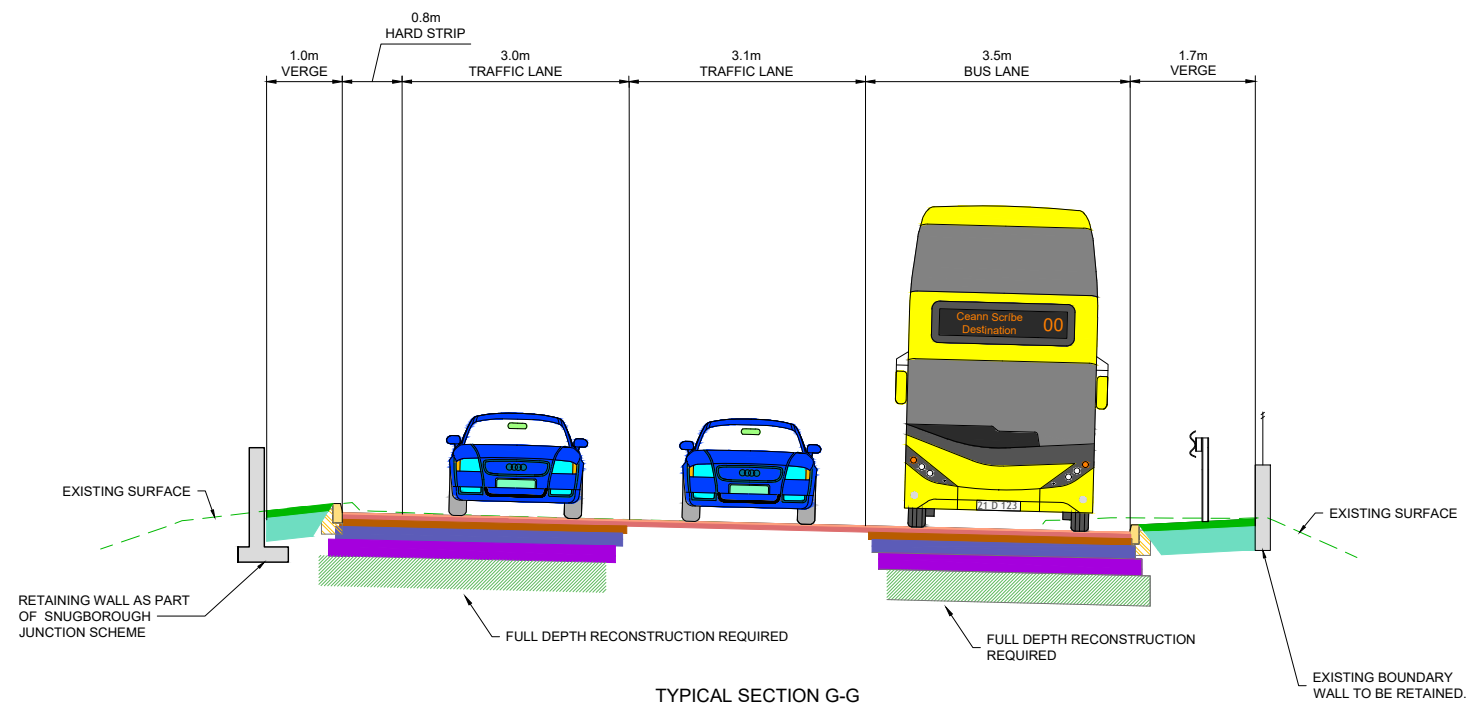 0.8m
HARD STRIP
1.0m
VERGE
3.0m
TRAFFIC LANE
3.1m
TRAFFIC LANE
3.5m
BUS LANE
1.7m
VERGE
Ceann Scríbe
Destination
00
21 D 123
EXISTING SURFACE
EXISTING SURFACE
RETAINING WALL AS PART
OF SNUGBOROUGH
JUNCTION SCHEME
FULL DEPTH RECONSTRUCTION REQUIRED
FULL DEPTH RECONSTRUCTION
REQUIRED
EXISTING BOUNDARY
WALL TO BE RETAINED.
TYPICAL SECTION G-G